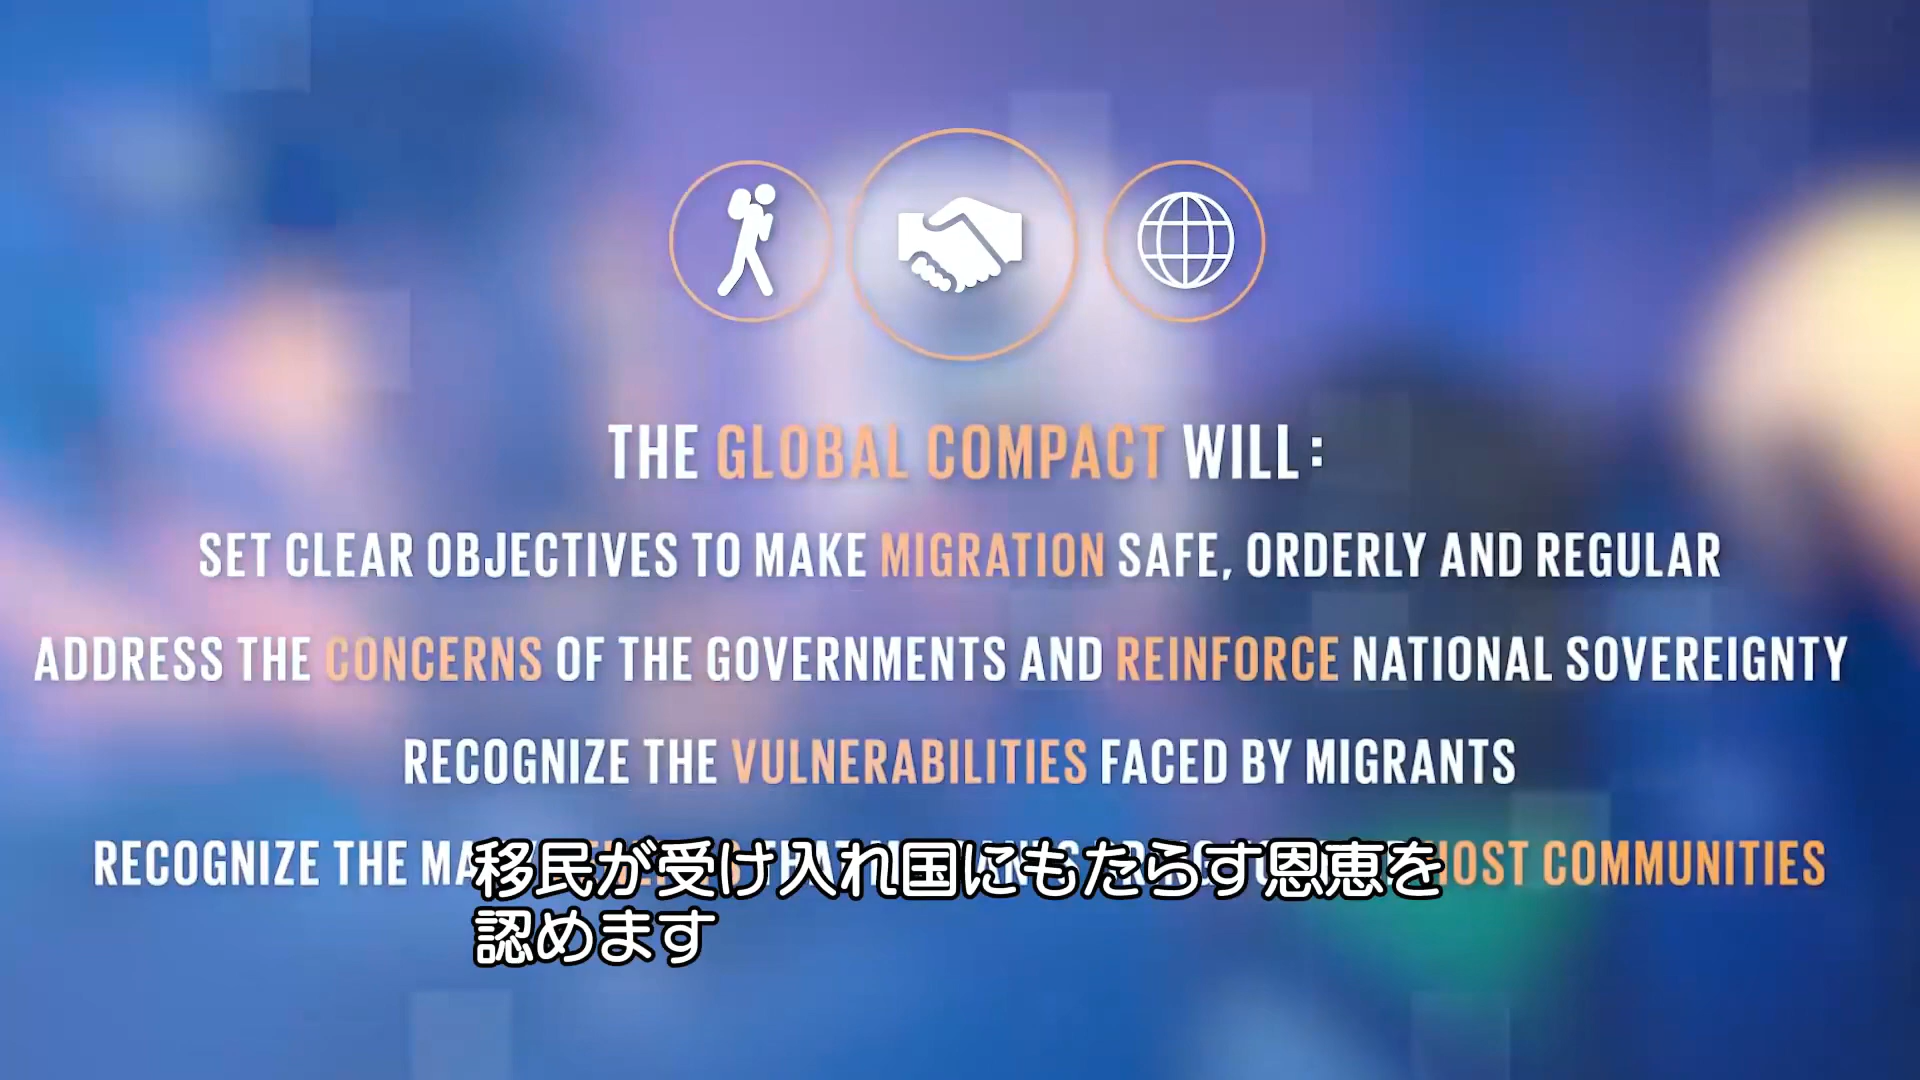 THE GLOBAL COMPACT WILL:
SET CLEAR OBJECTIVES TO MAKE MIGRATION SAFE, ORDERLY AND REGULAR
ADDRESS THE CONCERNS OF THE GOVERNMENTS AND REINFORCE NATIONAL SOVEREIGNTY
RECOGNIZE THE VULNERABILITIES FACED BY MIGRANTS
RECOGNIZE THE THAT HOST COMMUNITIES
移民が受け入れ国にもたらす恩恵を
認めます